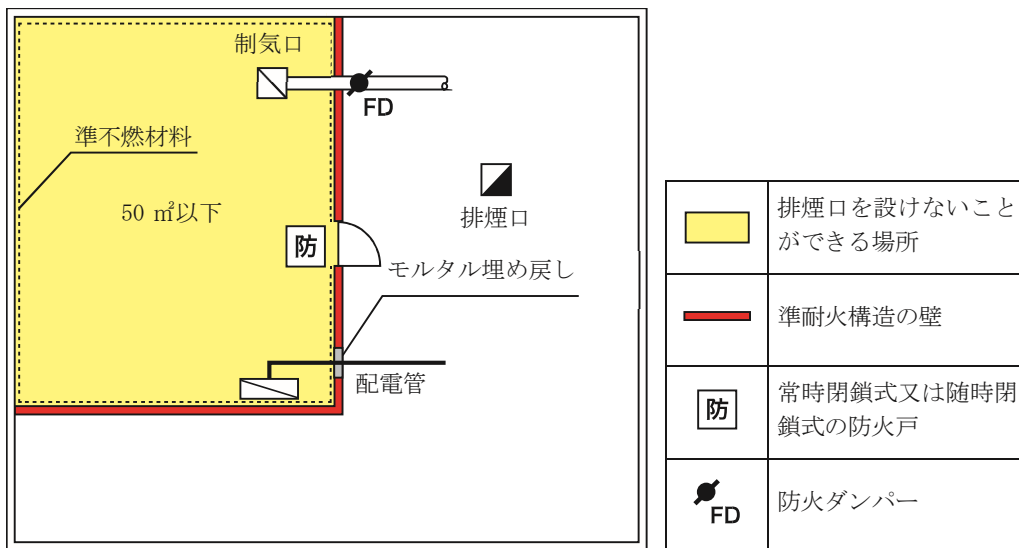 制気口
FD
準不燃材料
50 ㎡以下
排煙口
防
モルタル埋め戻し
配電管
排煙口を設けないこと
ができる場所
準耐火構造の壁
防
常時閉鎖式又は随時閉
鎖式の防火戸
FD
防火ダンパー